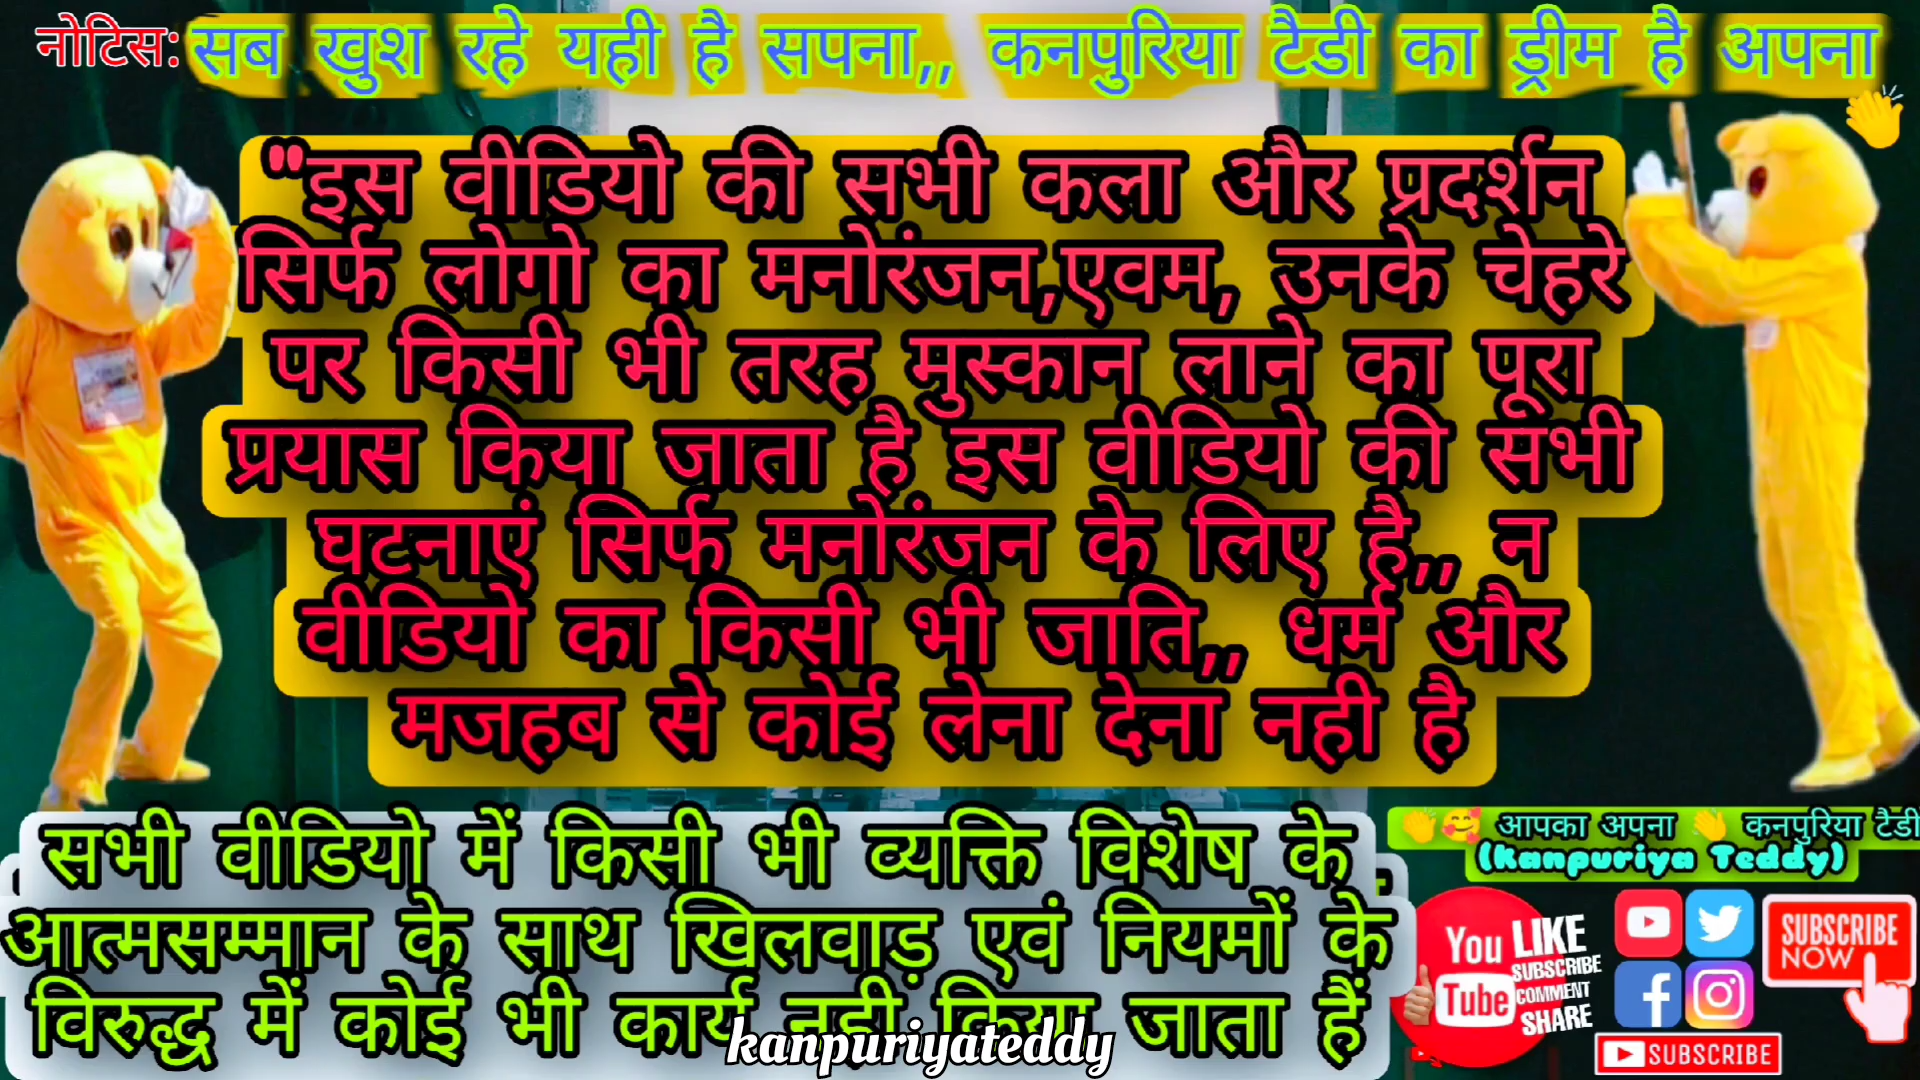 नोटिस: सब खुश रहे यही है सपना,, कनपुरिया टैडी का ड्रीम है अपना
"इस वीडियो की सभी कला और प्रदर्शन
सिर्फ लोगो का मनोरंजन,एवम, उनके चेहरे
पर किसी भी तरह मुस्कान लाने का पूरा
प्रयास किया जाता है इस वीडियो की सभी
घटनाएं सिर्फ मनोरंजन के लिए है,, न
वीडियो का किसी भी जाति,, धर्म और
मजहब से कोई लेना देना नही है
सभी वीडियो में किसी भी व्यक्ति विशेष के
आत्मसम्मान के साथ खिलवाड़ एवं नियमों के
विरुद्ध में कोई भी कार्य नही किया जाता हैं
kanpuriyateddy
👏🥰 आपका अपना 👋 कनपुरिया टैडी
(Kanpuriya Teddy)
You Tube
LIKE
SUBSCRIBE
COMMENT
SHARE
SUBSCRIBE
NOW
SUBSCRIBE